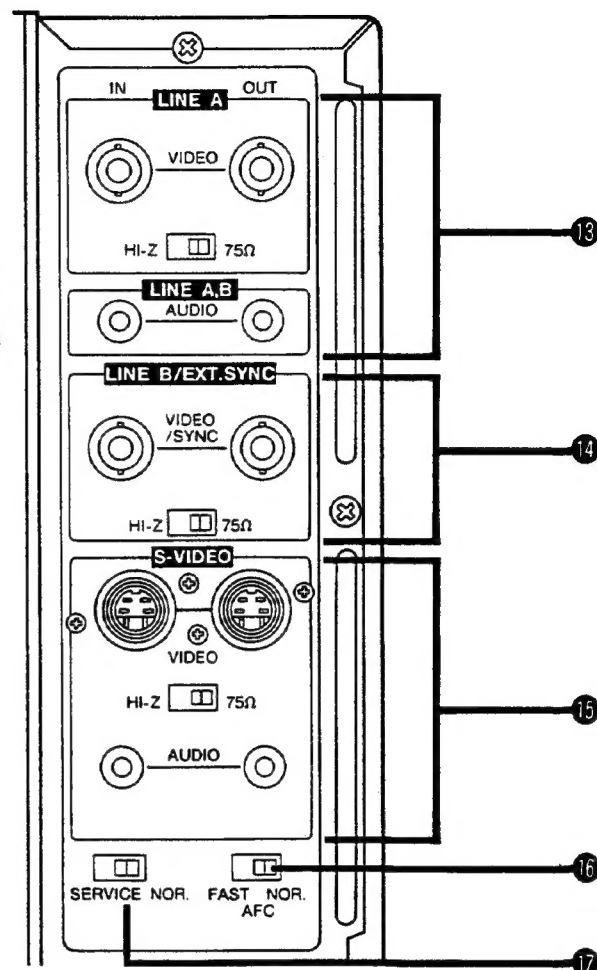 IN OUT
LINE A
VIDEO
HI-Z 75Ω
13
LINE A,B
AUDIO
LINE B/EXT.SYNC
VIDEO
/SYNC
14
HI-Z 75Ω
S-VIDEO
VIDEO
HI-Z 75Ω
15
AUDIO
16
SERVICE NOR. FAST NOR.
AFC
17